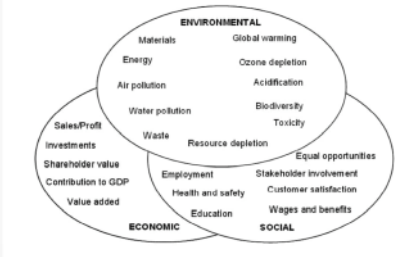 ENVIRONMENTAL
Materials
Global warming
Energy
Ozone depletion
Air pollution
Acidification
Water pollution
Biodiversity
Toxicity
Waste
Resource depletion
Sales/Profit
Investments
Shareholder value
Contribution to GDP
Value added
ECONOMIC
Employment
Health and safety
Education
Equal opportunities
Stakeholder involvement
Customer satisfaction
Wages and benefits
SOCIAL